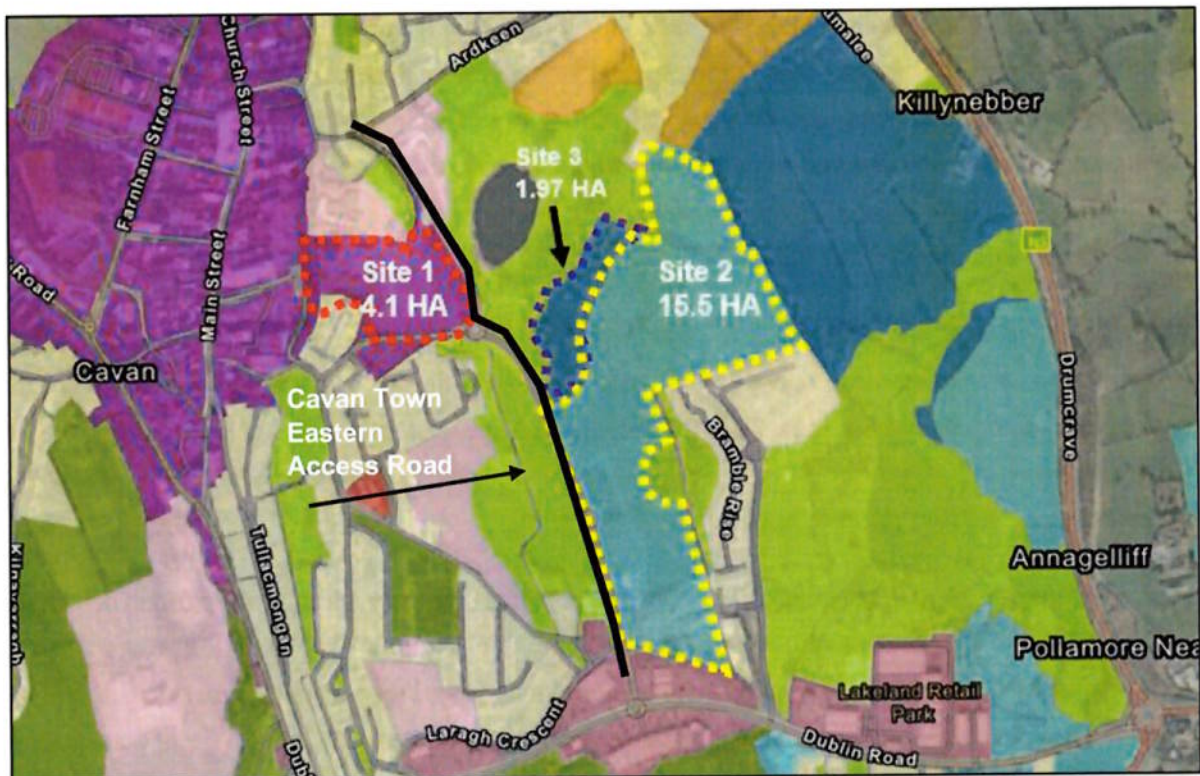 Church Street
Ardkeen
Farnham Street
Killynebber
Site 3
1.97 HA
Site 1
4.1 HA
Site 2
15.5 HA
Main Street
Road
Cavan
Cavan Town
Eastern
Access Road
Bramble Rise
Drumcrave
Tullacmongan
Annagelliff
Pollamore Nea
Lakeland Retail
Park
Laragh Crescent
Dublin Road
Dubl